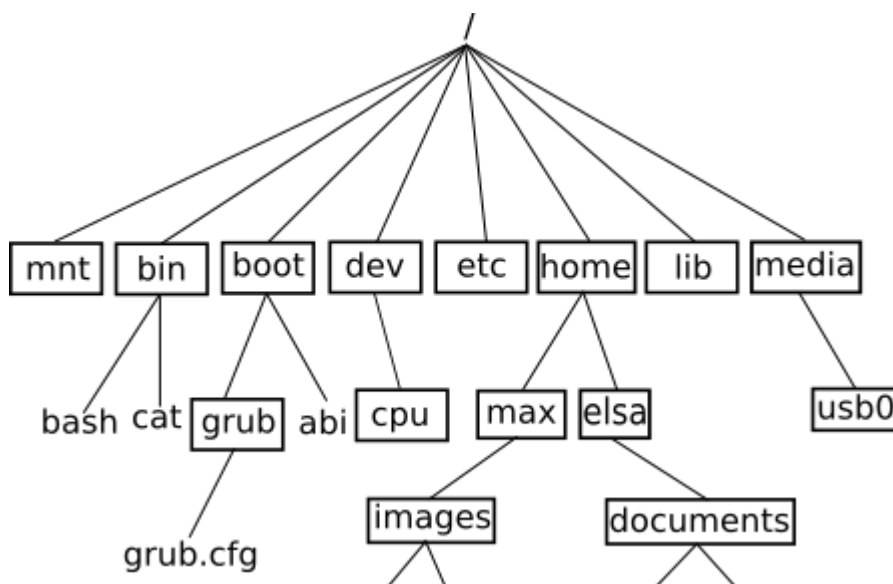 /
mnt bin boot dev etc home lib media
bash cat grub abi cpu max elsa usb0
images documents
grub.cfg